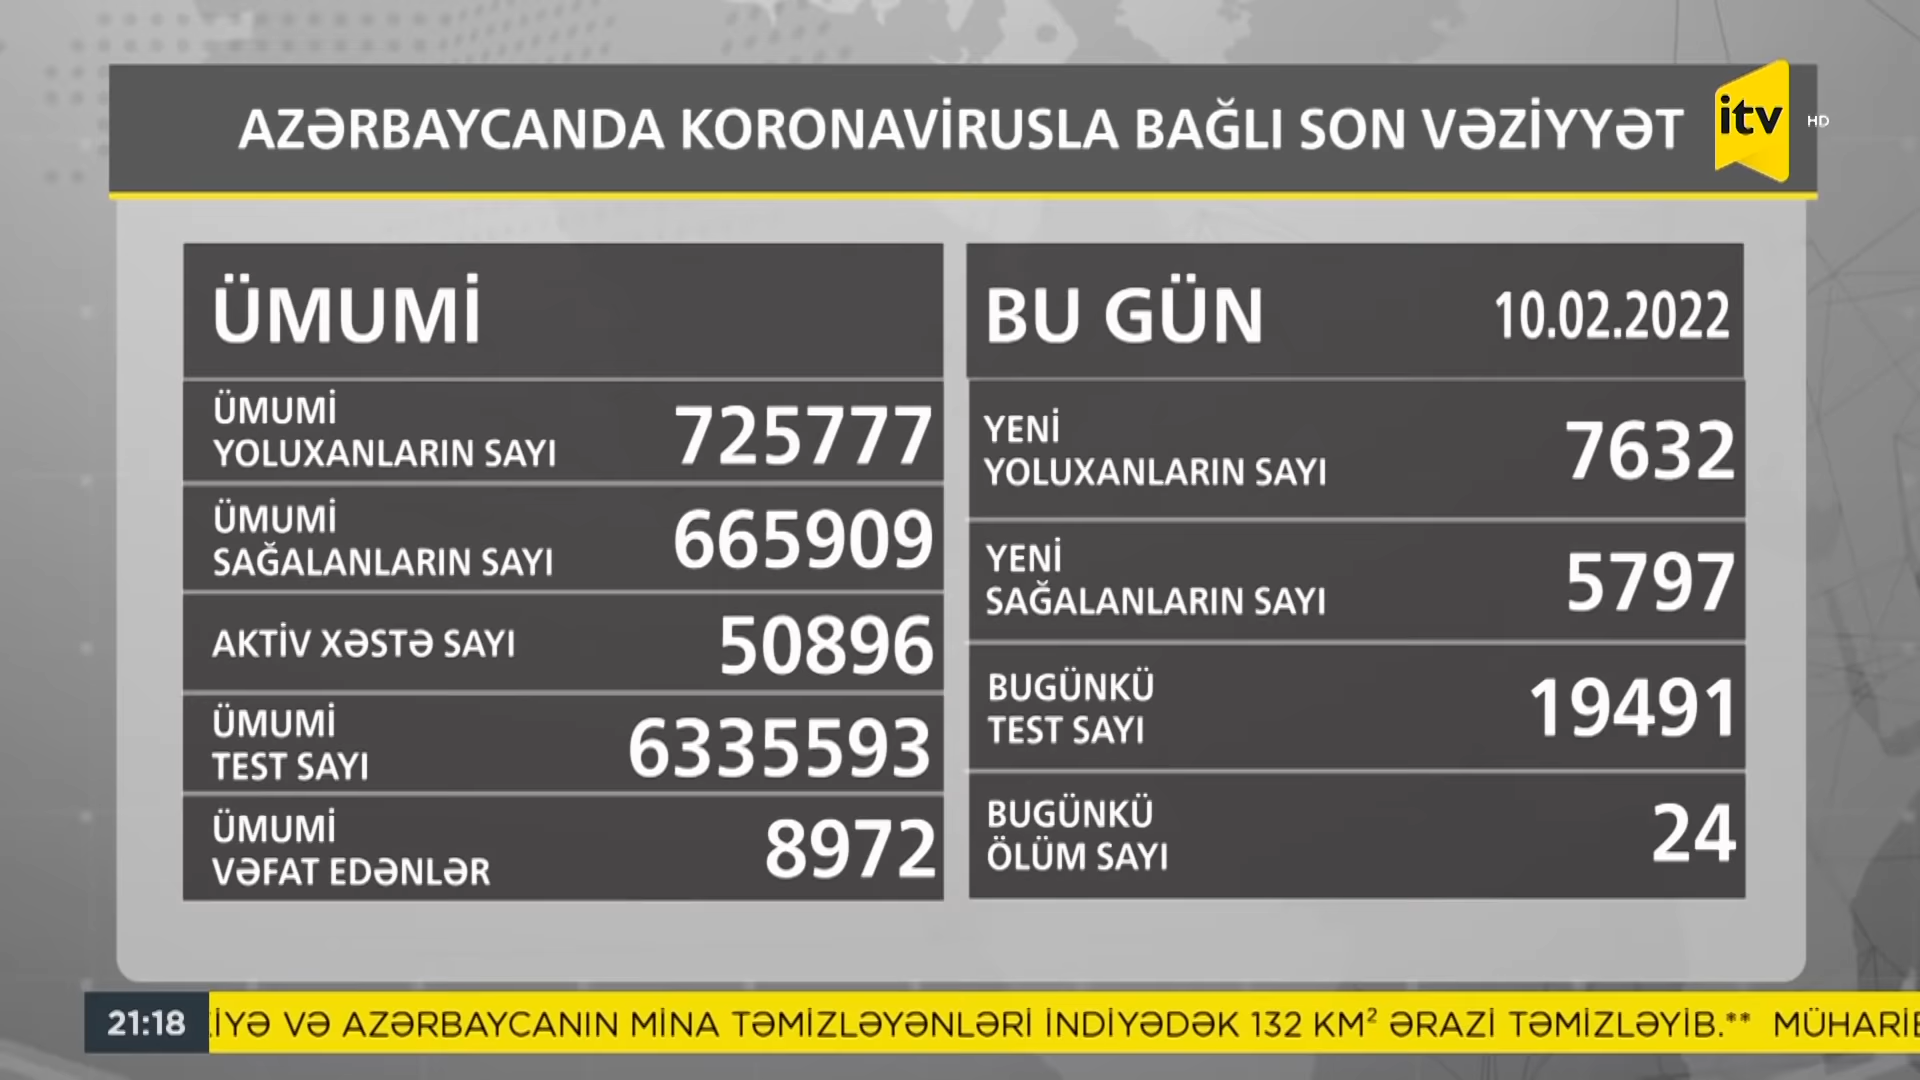 AZƏRBAYCANDA KORONAVİRUSLA BAĞLI SON VƏZİYYƏT
itv HD
ÜMUMİ
ÜMUMİ
YOLUXANLARIN SAYI 725777
ÜMUMİ
SAĞALANLARIN SAYI 665909
AKTİV XƏSTƏ SAYI 50896
ÜMUMİ
TEST SAYI 6335593
ÜMUMİ
VƏFAT EDƏNLƏR 8972
BU GÜN 10.02.2022
YENİ
YOLUXANLARIN SAYI 7632
YENİ
SAĞALANLARIN SAYI 5797
BUGÜNKÜ
TEST SAYI 19491
BUGÜNKÜ
ÖLÜM SAYI 24
21:18 İYƏ VƏ AZƏRBAYCANIN MİNA TƏMİZLƏYƏNLƏRİ İNDİYƏDƏK 132 KM² ƏRAZİ TƏMİZLƏYİB.** MÜHARİB